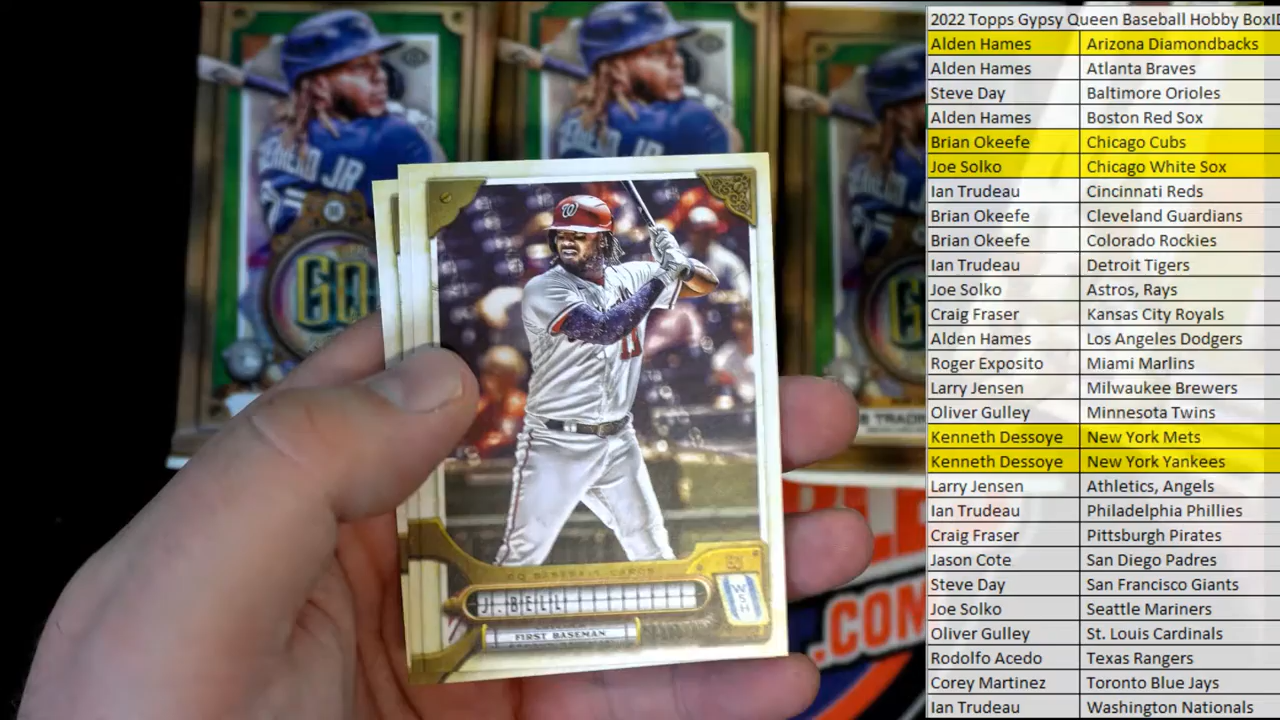 2022 Topps Gypsy Queen Baseball Hobby BoxID
Alden Hames Arizona Diamondbacks
Alden Hames Atlanta Braves
Steve Day Baltimore Orioles
Alden Hames Boston Red Sox
Brian Okeefe Chicago Cubs
Joe Solko Chicago White Sox
Ian Trudeau Cincinnati Reds
Brian Okeefe Cleveland Guardians
Brian Okeefe Colorado Rockies
Ian Trudeau Detroit Tigers
Joe Solko Astros, Rays
Craig Fraser Kansas City Royals
Alden Hames Los Angeles Dodgers
Roger Exposito Miami Marlins
Larry Jensen Milwaukee Brewers
Oliver Gulley Minnesota Twins
Kenneth Dessoye New York Mets
Kenneth Dessoye New York Yankees
Larry Jensen Athletics, Angels
Ian Trudeau Philadelphia Phillies
Craig Fraser Pittsburgh Pirates
Jason Cote San Diego Padres
Steve Day San Francisco Giants
Joe Solko Seattle Mariners
Oliver Gulley St. Louis Cardinals
Rodolfo Acedo Texas Rangers
Corey Martinez Toronto Blue Jays
Ian Trudeau Washington Nationals
JR
GQ
W
11
GQ BASEBALL CARDS
J. BELL
WSH
FIRST BASEMAN
.COM